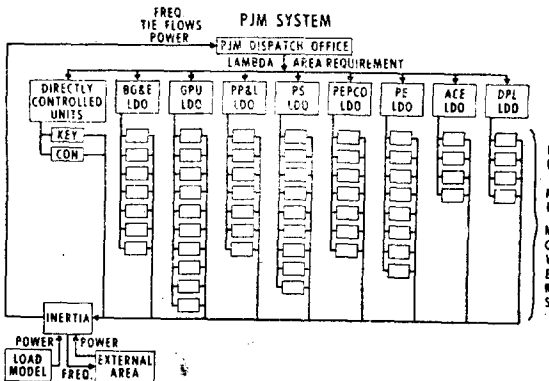 PJM SYSTEM
FREQ
TIE FLOWS
POWER
PJM DISPATCH OFFICE
LAMBDA AREA REQUIREMENT
DIRECTLY
CONTROLLED
UNITS
BG&E
LDO
GPU
LDO
PP&L
LDO
PS
LDO
PEPCO
LDO
PE
LDO
ACE
LDO
DPL
LDO
KEY
CON
INERTIA
POWER
POWER
LOAD
MODEL
FREQ.
EXTERNAL
AREA